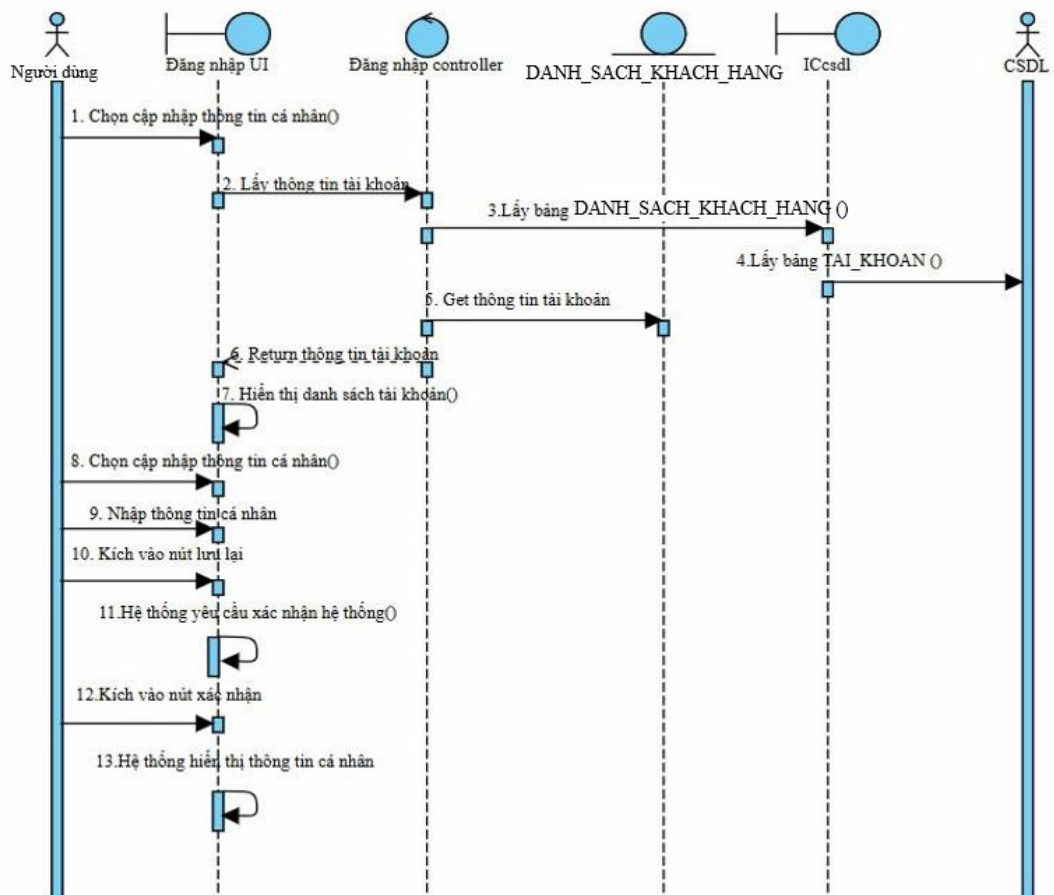 Người dùng
Đăng nhập UI
Đăng nhập controller
DANH_SACH_KHACH_HANG
ICcsdl
CSDL
1. Chọn cập nhập thông tin cá nhân()
2. Lấy thông tin tài khoản
3.Lấy bảng DANH_SACH_KHACH_HANG ()
4.Lấy bảng TAI_KHOAN ()
5. Get thông tin tài khoản
6. Return thông tin tài khoản
7. Hiển thị danh sách tài khoản()
8. Chọn cập nhập thông tin cá nhân()
9. Nhập thông tin cá nhân
10. Kích vào nút lưu lại
11.Hệ thống yêu cầu xác nhận hệ thống()
12.Kích vào nút xác nhận
13.Hệ thống hiển thị thông tin cá nhân